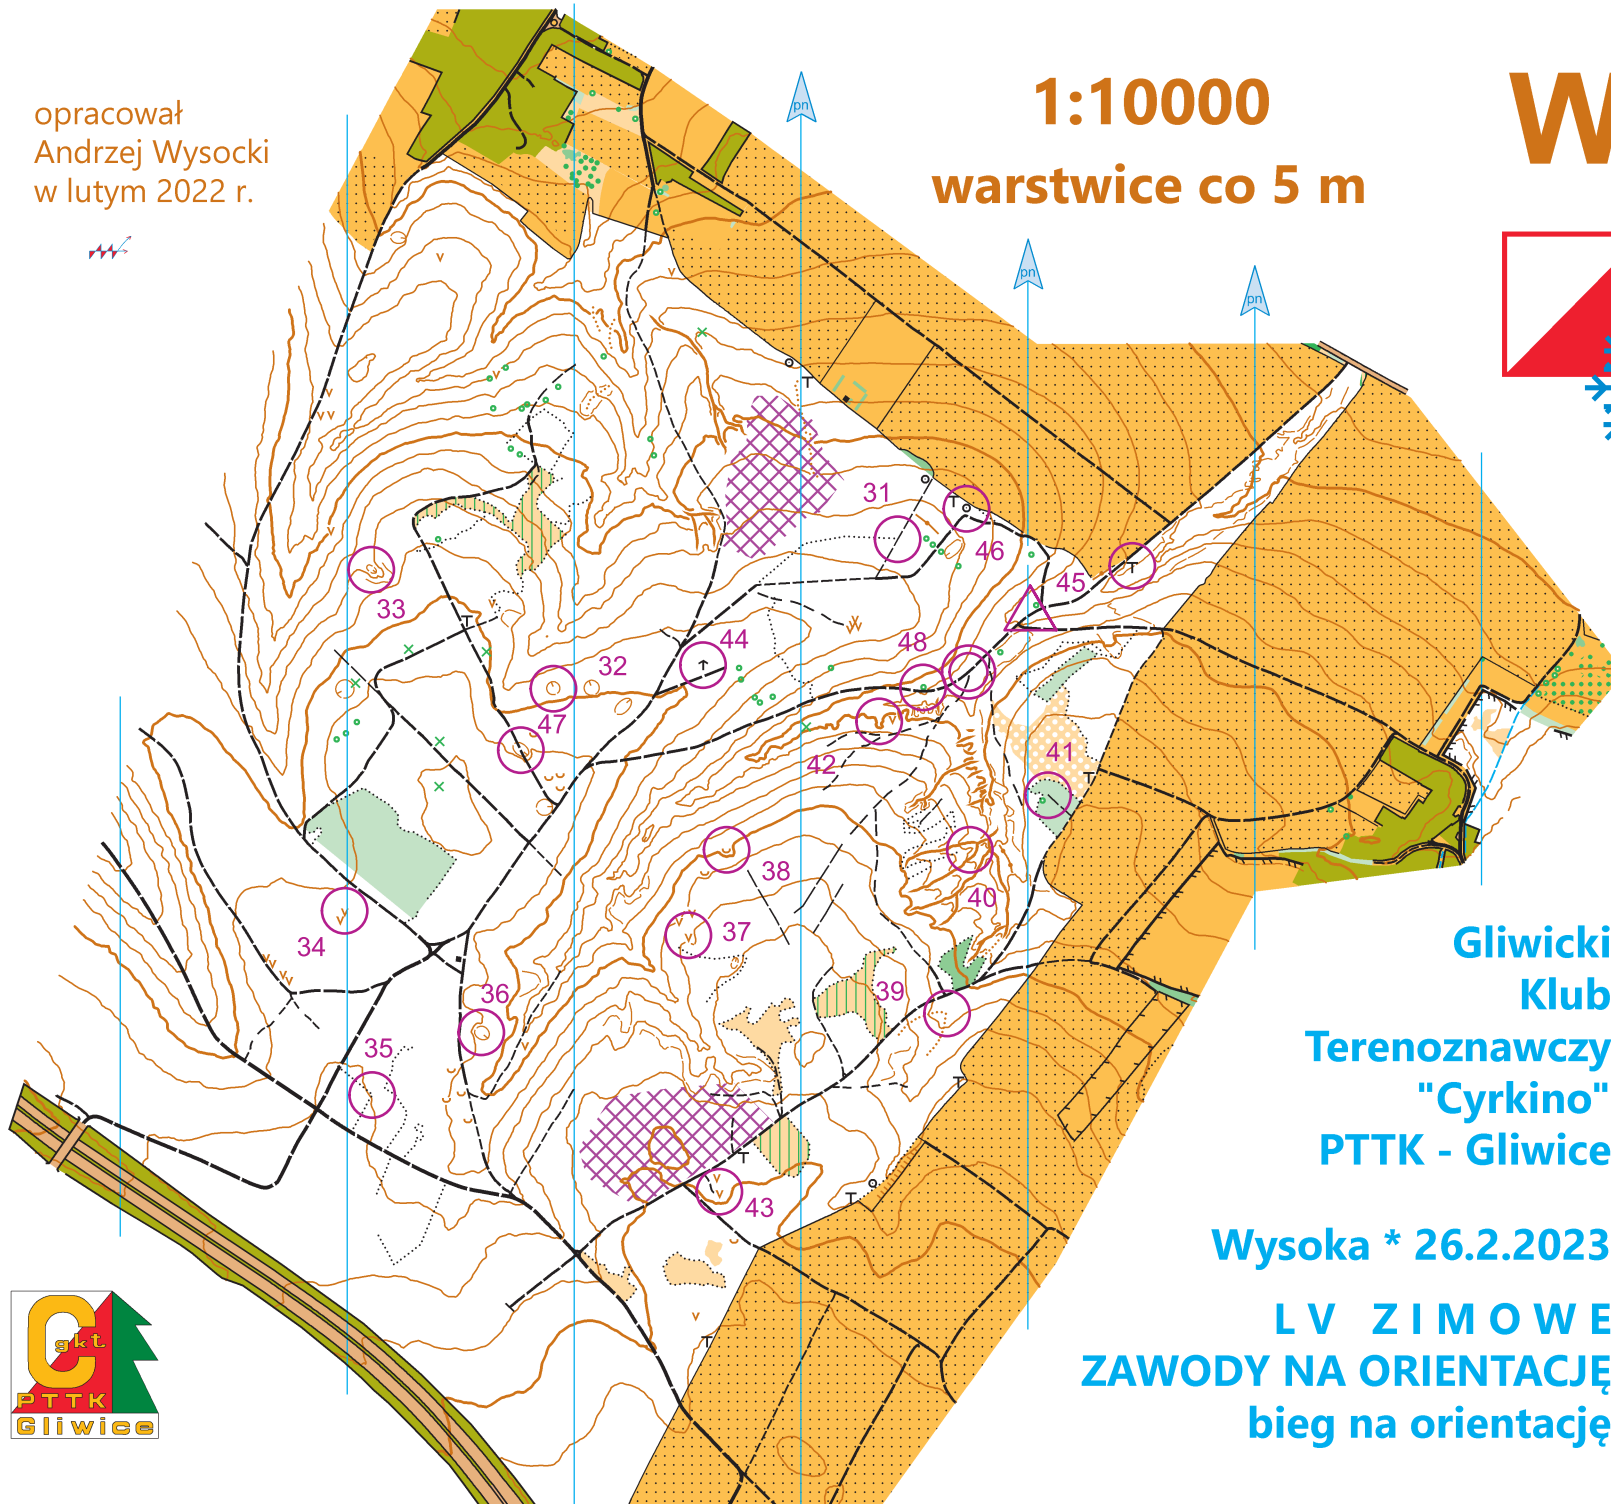 opracował
Andrzej Wysocki
w lutym 2022 r.
1:10000
warstwice co 5 m
W
pn
pn
pn
31
46
45
33
44
48
32
47
42
41
38
40
34
37
36
39
35
43
Gliwicki
Klub
Terenoznawczy
"Cyrkino"
PTTK - Gliwice
Wysoka * 26.2.2023
LV ZIMOWE
ZAWODY NA ORIENTACJĘ
bieg na orientację
C
gkt
PTTK
Gliwice